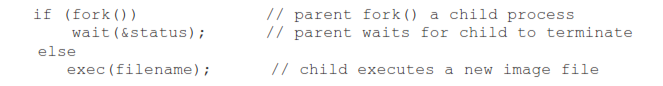 if (fork()) // parent fork() a child process
wait(&status); // parent waits for child to terminate
else
exec(filename); // child executes a new image file